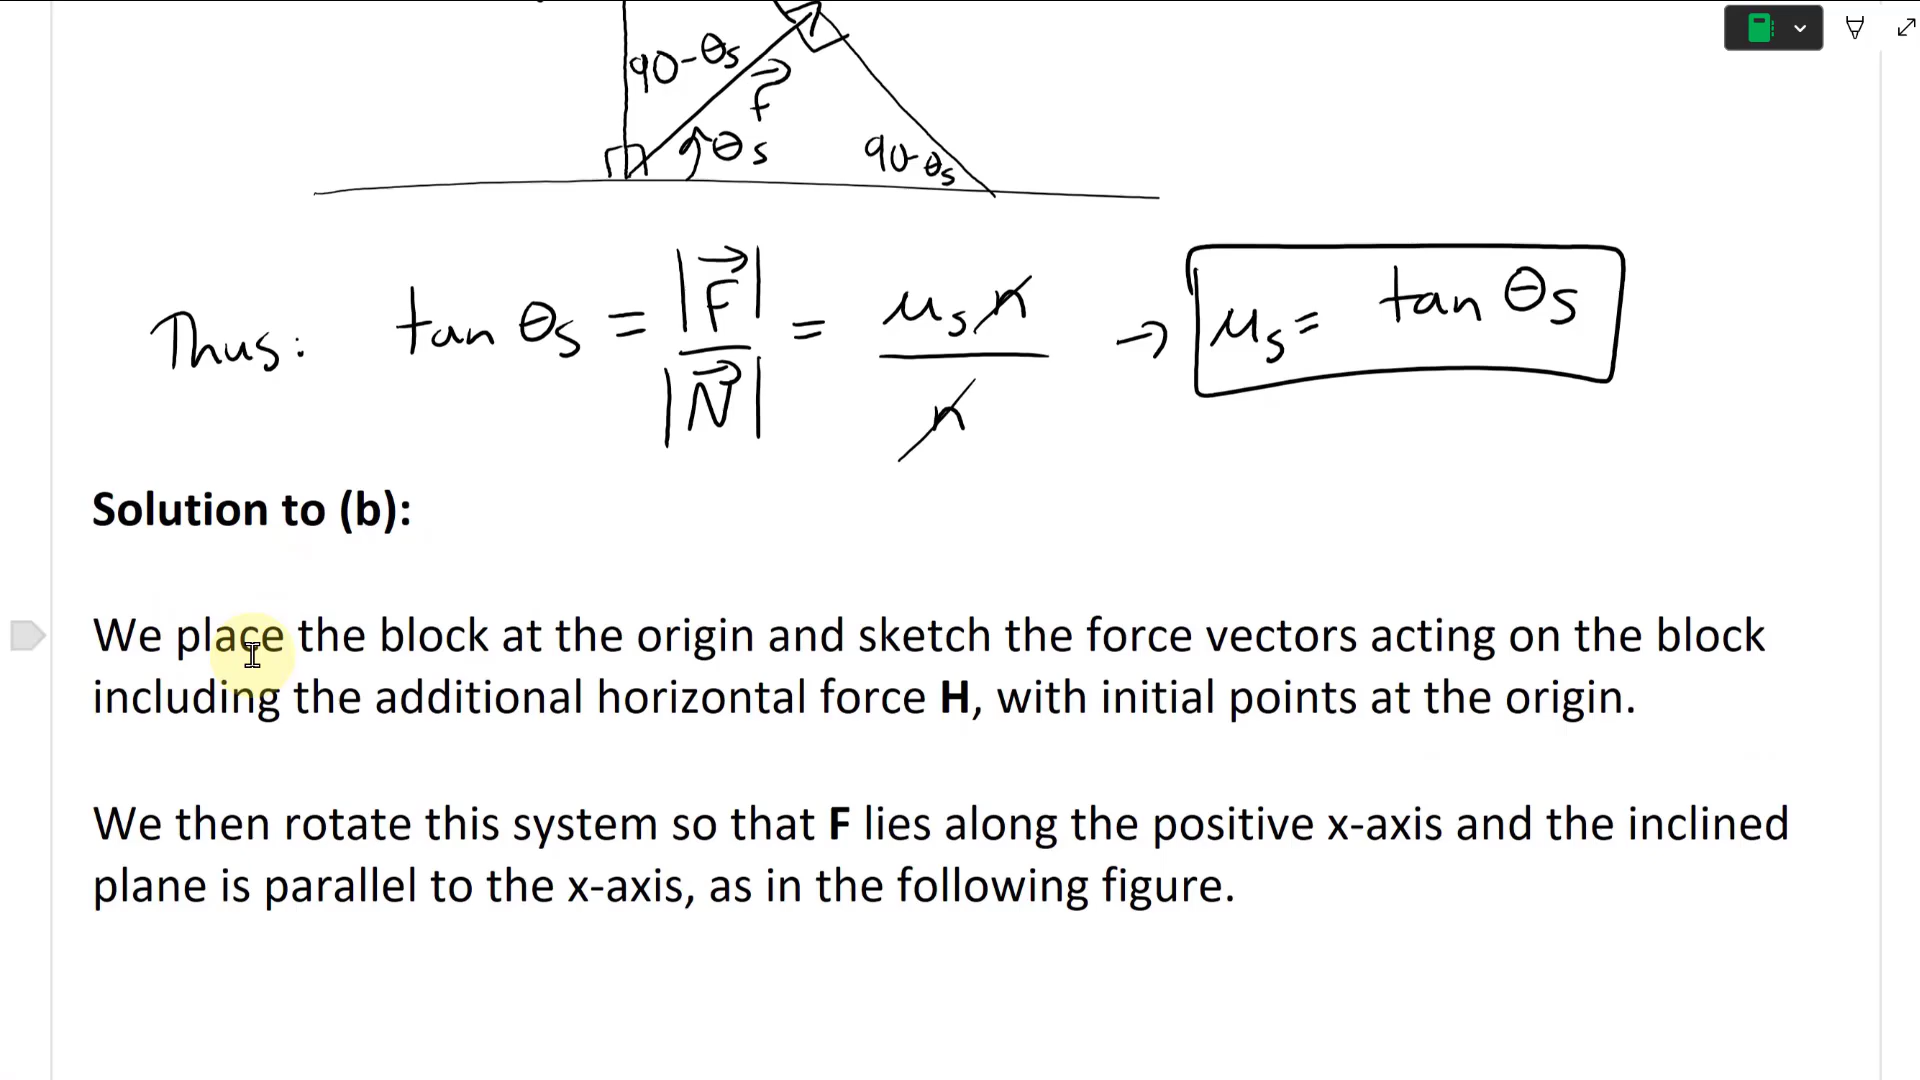 90-θs
→f
θs
90-θs
Thus: tan θs = |→F| / |→N| = μs n / n → μs = tan θs
Solution to (b):
We place the block at the origin and sketch the force vectors acting on the block
including the additional horizontal force H, with initial points at the origin.
We then rotate this system so that F lies along the positive x-axis and the inclined
plane is parallel to the x-axis, as in the following figure.